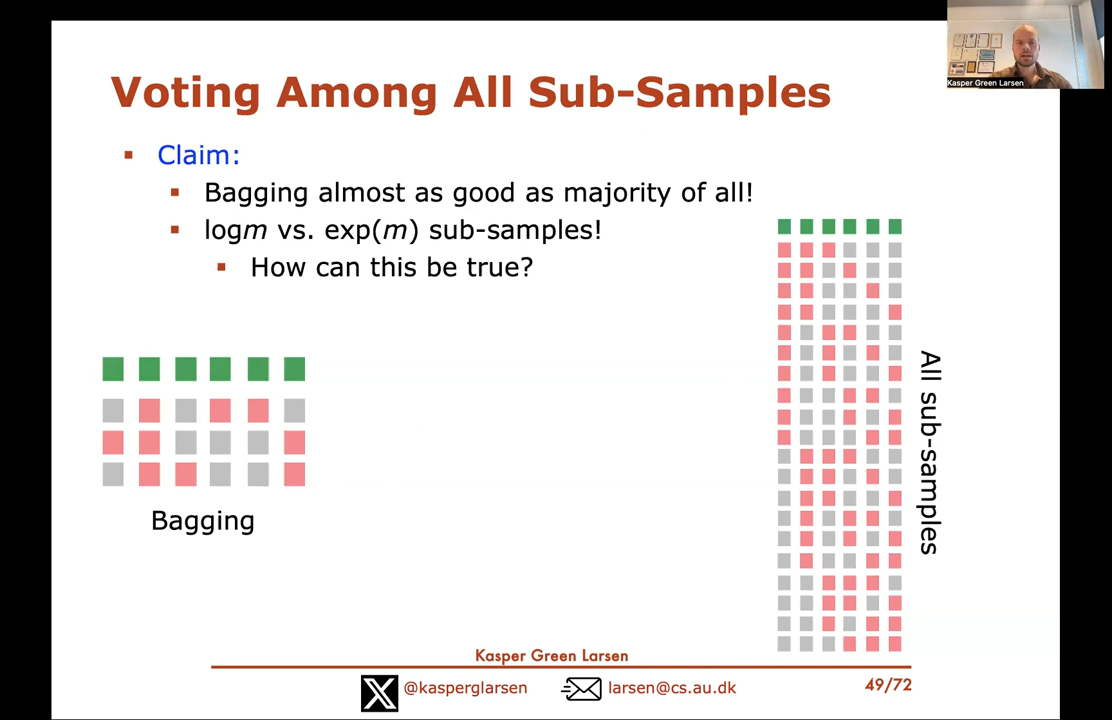 Voting Among All Sub-Samples
Kasper Green Larsen
Claim:
Bagging almost as good as majority of all!
logm vs. exp(m) sub-samples!
How can this be true?
Bagging
All sub-samples
Kasper Green Larsen
@kasperglarsen
larsen@cs.au.dk
49/72